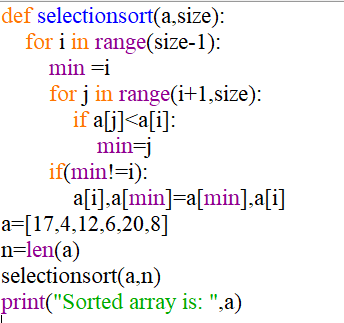 def selectionsort(a,size):
    for i in range(size-1):
        min =i
        for j in range(i+1,size):
            if a[j]<a[i]:
                min=j
        if(min!=i):
            a[i],a[min]=a[min],a[i]
a=[17,4,12,6,20,8]
n=len(a)
selectionsort(a,n)
print("Sorted array is: ",a)